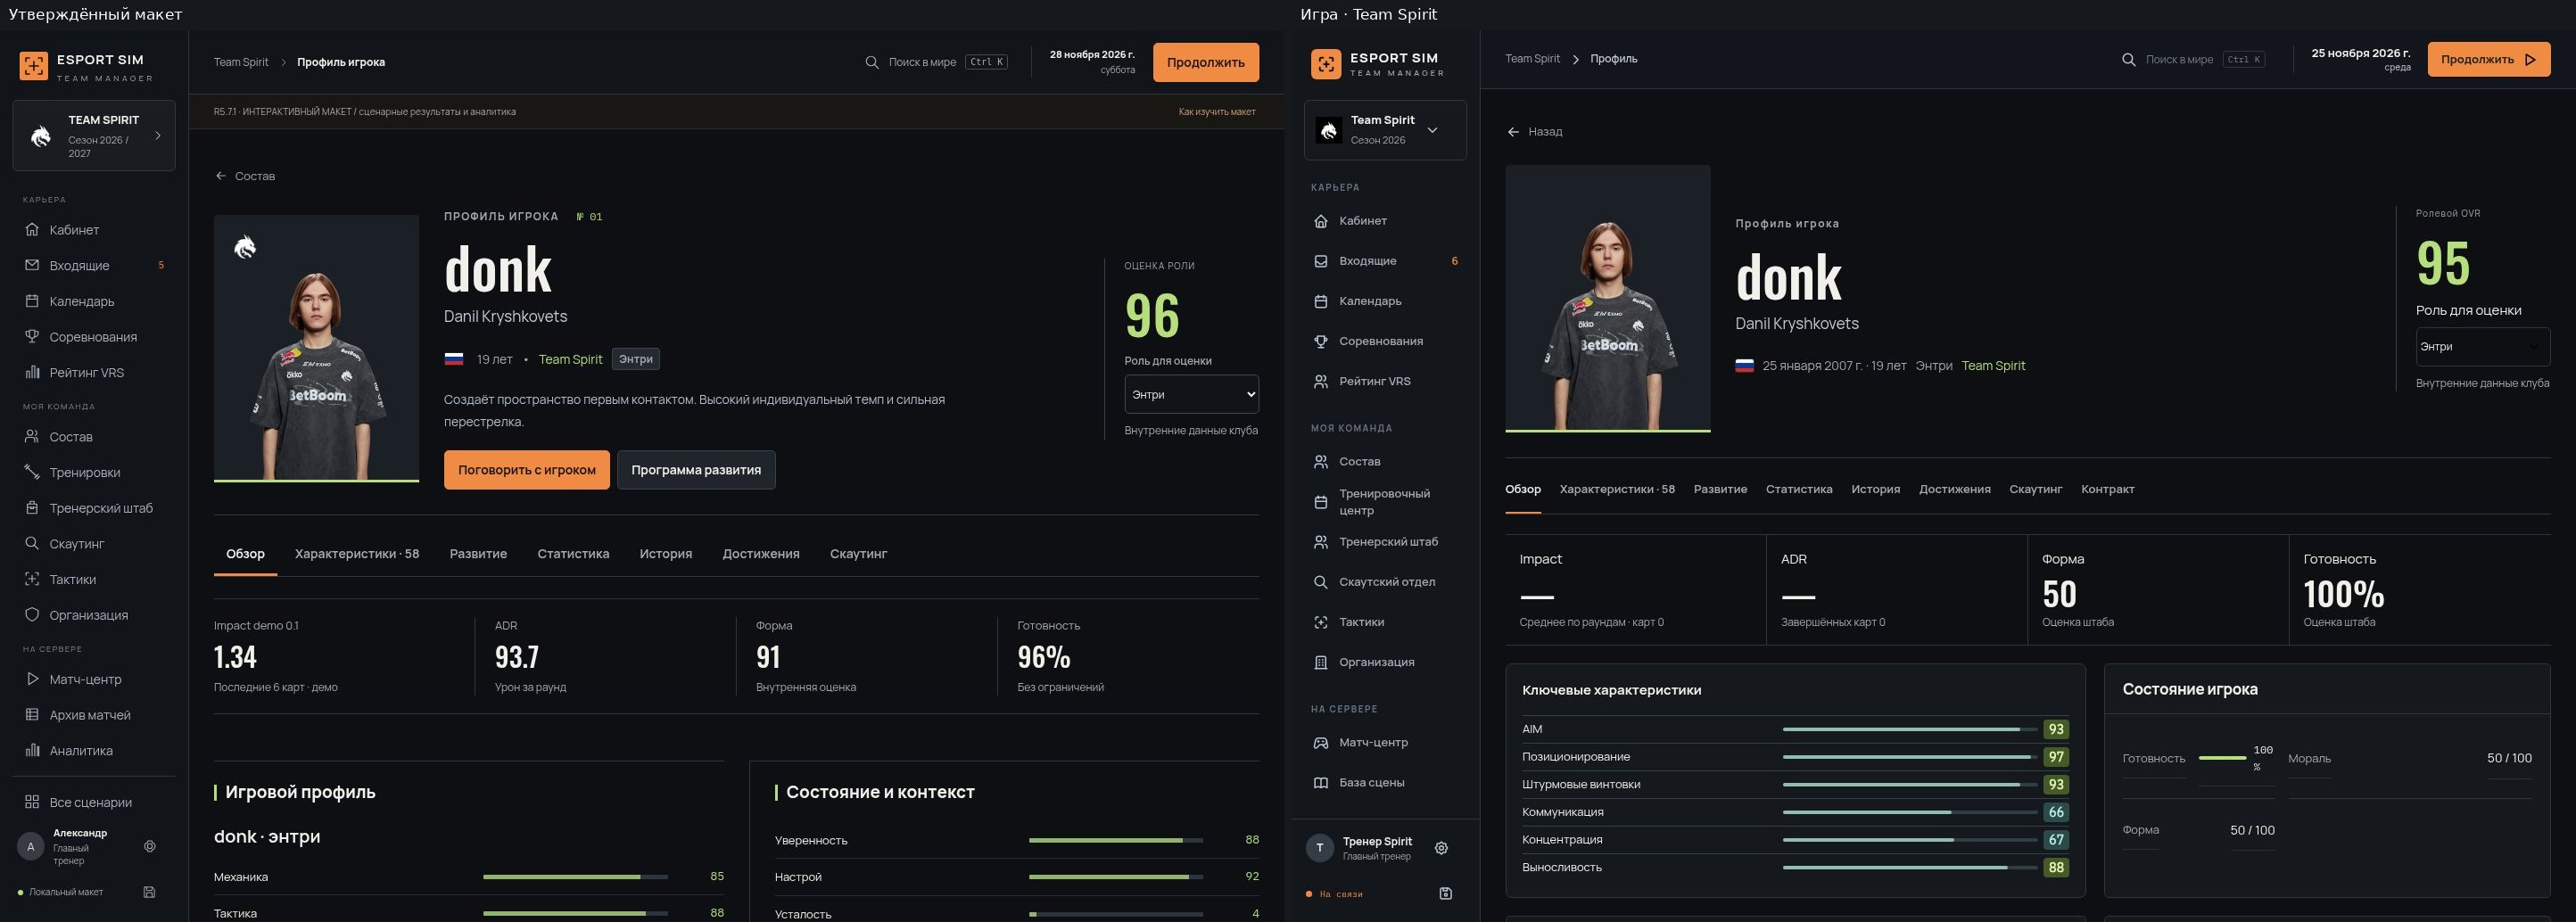 Утверждённый макет
ESPORT SIM
TEAM MANAGER
TEAM SPIRIT
Сезон 2026 /
2027
КАРЬЕРА
Кабинет
Входящие 5
Календарь
Соревнования
Рейтинг VRS
МОЯ КОМАНДА
Состав
Тренировки
Тренерский штаб
Скаутинг
Тактики
Организация
НА СЕРВЕРЕ
Матч-центр
Архив матчей
Аналитика
Все сценарии
А
Александр
Главный
тренер
Локальный макет
Team Spirit > Профиль игрока
Поиск в мире Ctrl K
28 ноября 2026 г.
суббота
Продолжить
R5.7.1 · ИНТЕРАКТИВНЫЙ МАКЕТ / сценарные результаты и аналитика
Как изучить макет
← Состав
BetBoom
ПРОФИЛЬ ИГРОКА № 01
donk
Danil Kryshkovets
19 лет • Team Spirit Энтри
Создаёт пространство первым контактом. Высокий индивидуальный темп и сильная
перестрелка.
Поговорить с игроком Программа развития
ОЦЕНКА РОЛИ
96
Роль для оценки
Энтри
Внутренние данные клуба
Обзор Характеристики · 58 Развитие Статистика История Достижения Скаутинг
Impact demo 0.1
1.34
Последние 6 карт · демо
ADR
93.7
Урон за раунд
Форма
91
Внутренняя оценка
Готовность
96%
Без ограничений
Игровой профиль
donk · энтри
Механика 85
Тактика 88
Состояние и контекст
Уверенность 88
Настрой 92
Усталость 4
Игра · Team Spirit
ESPORT SIM
TEAM MANAGER
Team Spirit
Сезон 2026
КАРЬЕРА
Кабинет
Входящие 6
Календарь
Соревнования
Рейтинг VRS
МОЯ КОМАНДА
Состав
Тренировочный
центр
Тренерский штаб
Скаутский отдел
Тактики
Организация
НА СЕРВЕРЕ
Матч-центр
База сцены
Т
Тренер Spirit
Главный тренер
На связи
Team Spirit > Профиль
Поиск в мире Ctrl K
25 ноября 2026 г.
среда
Продолжить
← Назад
BetBoom
Профиль игрока
donk
Danil Kryshkovets
25 января 2007 г. · 19 лет Энтри Team Spirit
Ролевой OVR
95
Роль для оценки
Энтри
Внутренние данные клуба
Обзор Характеристики · 58 Развитие Статистика История Достижения Скаутинг Контракт
Impact
—
Среднее по раундам · карт 0
ADR
—
Завершённых карт 0
Форма
50
Оценка штаба
Готовность
100%
Оценка штаба
Ключевые характеристики
AIM 93
Позиционирование 97
Штурмовые винтовки 93
Коммуникация 66
Концентрация 67
Выносливость 88
Состояние игрока
Готовность 100
%
Мораль 50 / 100
Форма 50 / 100